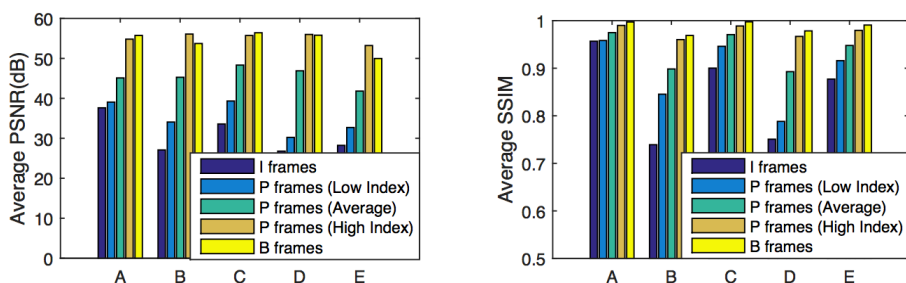 Average PSNR(dB)
60
50
40
30
20
10
0
A B C D E
I frames
P frames (Low Index)
P frames (Average)
P frames (High Index)
B frames
Average SSIM
1
0.9
0.8
0.7
0.6
0.5
A B C D E
I frames
P frames (Low Index)
P frames (Average)
P frames (High Index)
B frames